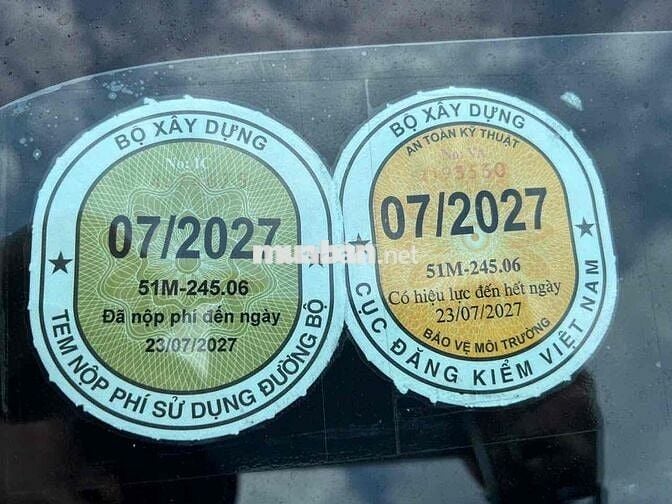 BỘ XÂY DỰNG
No: 1C
07/2027
51M-245.06
Đã nộp phí đến ngày
23/07/2027
TEM NỘP PHÍ SỬ DỤNG ĐƯỜNG BỘ
BỘ XÂY DỰNG
AN TOÀN KỸ THUẬT
07/2027
51M-245.06
Có hiệu lực đến hết ngày
23/07/2027
BẢO VỆ MÔI TRƯỜNG
CỤC ĐĂNG KIỂM VIỆT NAM
muaban.net